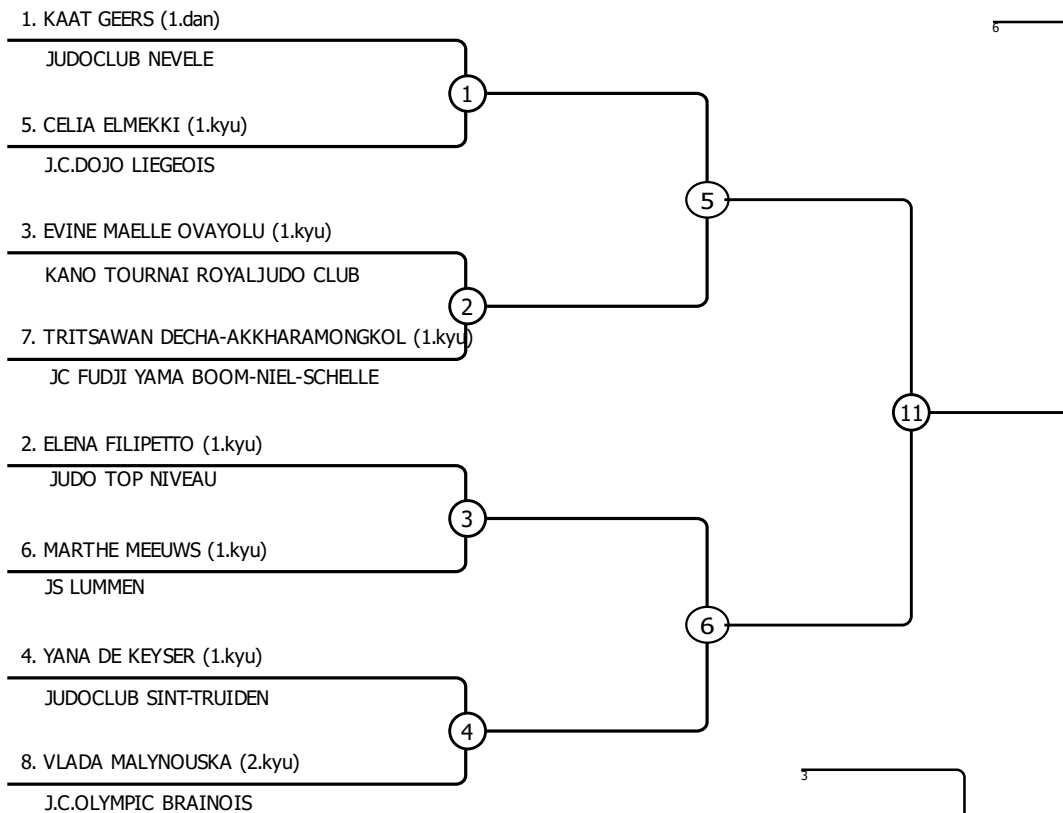 1. KAAT GEERS (1.dan)
6
JUDOCLUB NEVELE
1
5. CELIA ELMEKKI (1.kyu)
J.C.DOJO LIEGEOIS
5
3. EVINE MAELLE OVAYOLU (1.kyu)
KANO TOURNAI ROYALJUDO CLUB
2
7. TRITSAWAN DECHA-AKKHARAMONGKOL (1.kyu)
JC FUDJI YAMA BOOM-NIEL-SCHELLE
11
2. ELENA FILIPETTO (1.kyu)
JUDO TOP NIVEAU
3
6. MARTHE MEEUWS (1.kyu)
JS LUMMEN
6
4. YANA DE KEYSER (1.kyu)
JUDOCLUB SINT-TRUIDEN
4
8. VLADA MALYNOUSKA (2.kyu)
3
J.C.OLYMPIC BRAINOIS